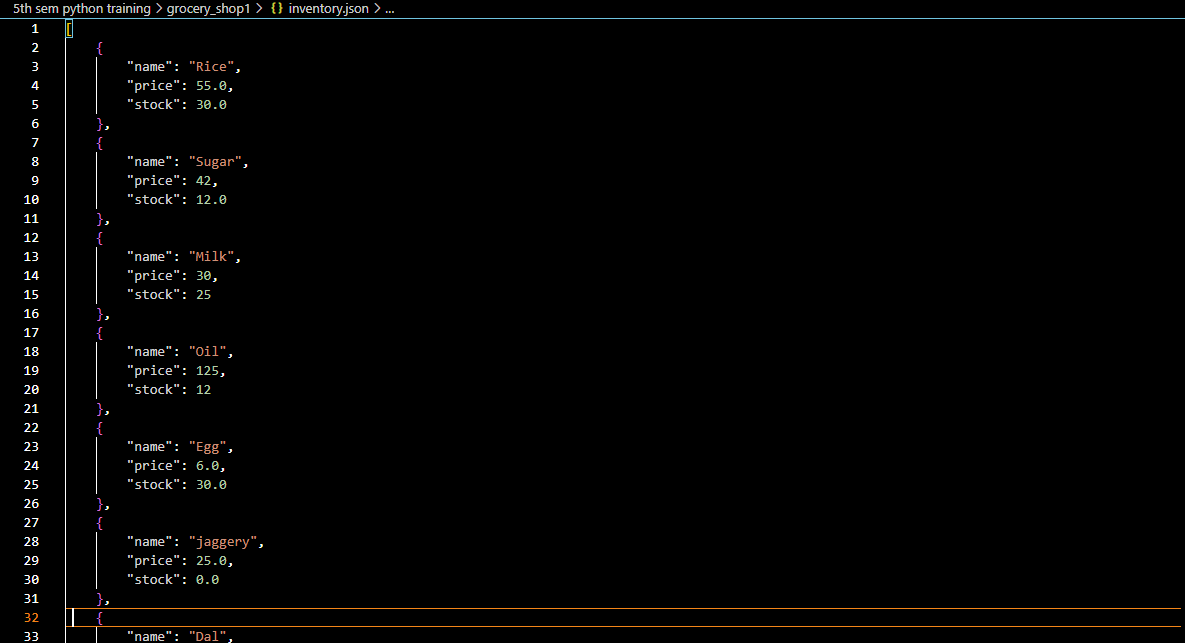 5th sem python training > grocery_shop1 > {} inventory.json > ...
1 [
2 {
3 "name": "Rice",
4 "price": 55.0,
5 "stock": 30.0
6 },
7 {
8 "name": "Sugar",
9 "price": 42,
10 "stock": 12.0
11 },
12 {
13 "name": "Milk",
14 "price": 30,
15 "stock": 25
16 },
17 {
18 "name": "Oil",
19 "price": 125,
20 "stock": 12
21 },
22 {
23 "name": "Egg",
24 "price": 6.0,
25 "stock": 30.0
26 },
27 {
28 "name": "jaggery",
29 "price": 25.0,
30 "stock": 0.0
31 },
32 {
33 "name": "Dal",